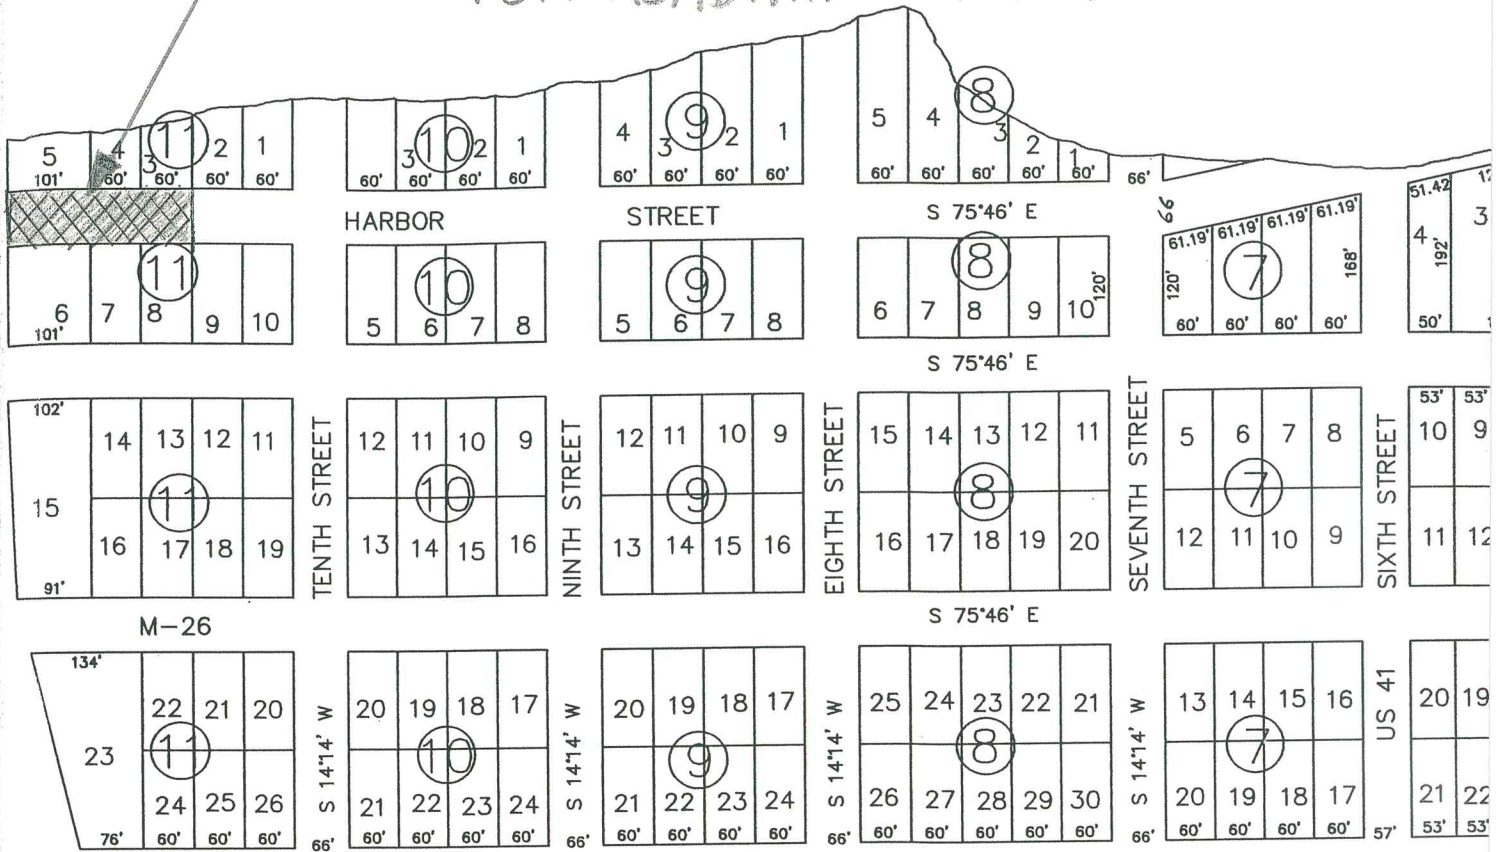 5 4 3 11 2 1
101' 60' 60' 60' 60'
3 10 2 1
60' 60' 60' 60'
4 3 9 2 1
60' 60' 60' 60'
5 4 8 3 2 1
60' 60' 60' 60' 60'
66'
HARBOR STREET S 75°46' E
66
61.19' 61.19' 61.19' 61.19'
51.42
11
6 7 8 9 10
101'
10
5 6 7 8
9
5 6 7 8
8
6 7 8 9 10 120'
120' 7 168'
60' 60' 60' 60'
4 192' 3
50'
S 75°46' E
102'
14 13 12 11
15 11
16 17 18 19
91'
TENTH STREET
12 11 10 9
10
13 14 15 16
NINTH STREET
12 11 10 9
9
13 14 15 16
EIGHTH STREET
15 14 13 12 11
8
16 17 18 19 20
SEVENTH STREET
5 6 7 8
7
12 11 10 9
SIXTH STREET
53' 53'
10 9
11 12
M-26
S 75°46' E
134'
22 21 20
23 11
24 25 26
76' 60' 60' 60'
S 14°14' W
66'
20 19 18 17
10
21 22 23 24
60' 60' 60' 60'
S 14°14' W
66'
20 19 18 17
9
21 22 23 24
60' 60' 60' 60'
S 14°14' W
66'
25 24 23 22 21
8
26 27 28 29 30
60' 60' 60' 60' 60'
S 14°14' W
66'
13 14 15 16
7
20 19 18 17
60' 60' 60' 60'
US 41
57'
20 19
21 22
53' 53'